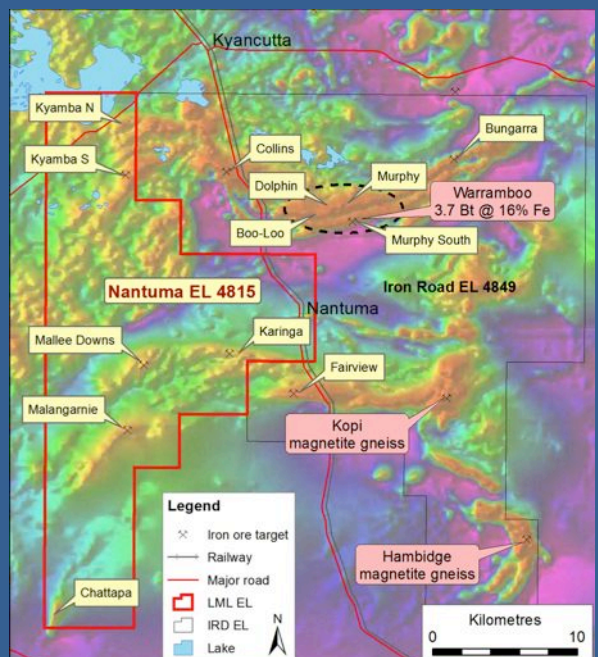 Kyancutta
Kyamba N
Bungarra
Kyamba S
Collins
Murphy
Dolphin
Warramboo
3.7 Bt @ 16% Fe
Boo-Loo
Murphy South
Nantuma EL 4815
Iron Road EL 4849
Nantuma
Mallee Downs
Karinga
Fairview
Malangarnie
Kopi
magnetite gneiss
Legend
Iron ore target
Railway
Major road
LML EL
IRD EL
Lake
N
Hambidge
magnetite gneiss
Chattapa
Kilometres
0 10